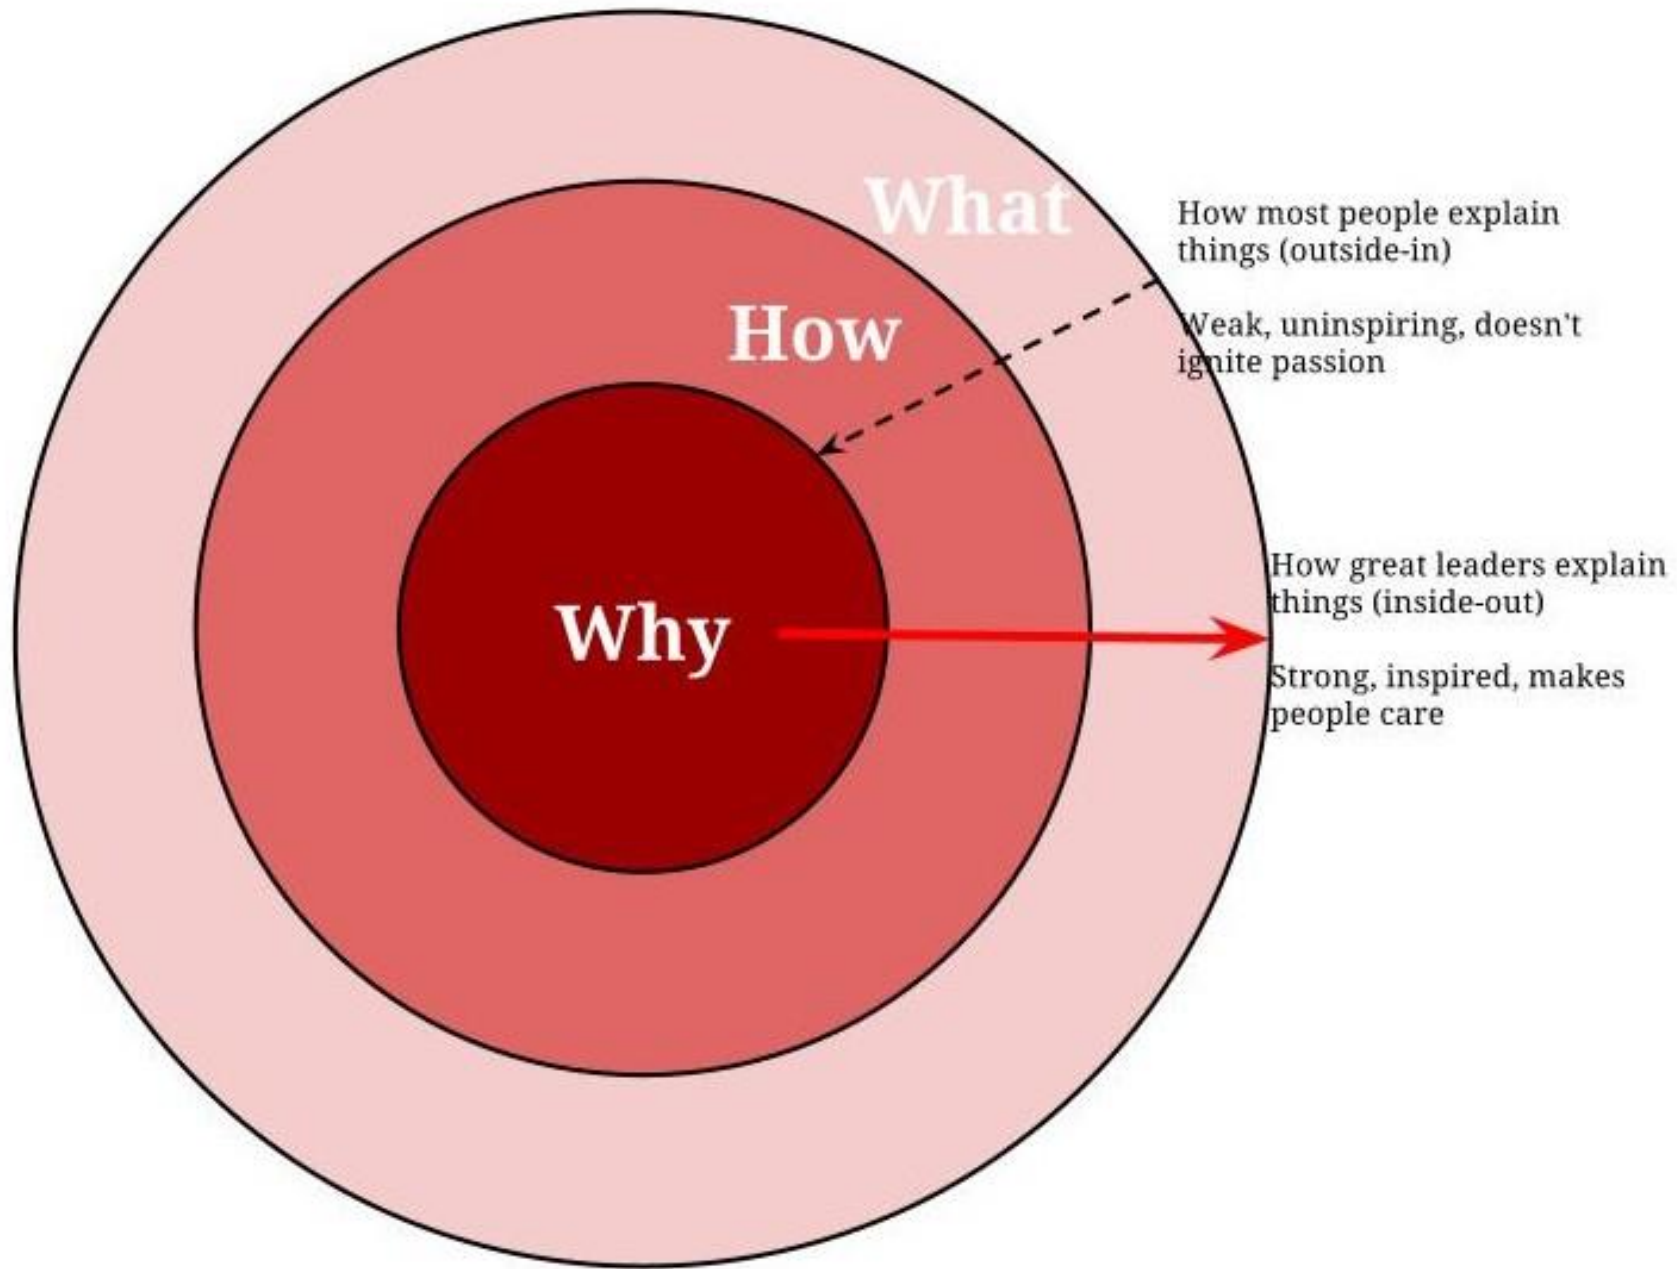 What
How most people explain
things (outside-in)
How
Weak, uninspiring, doesn't
ignite passion
Why
How great leaders explain
things (inside-out)
Strong, inspired, makes
people care